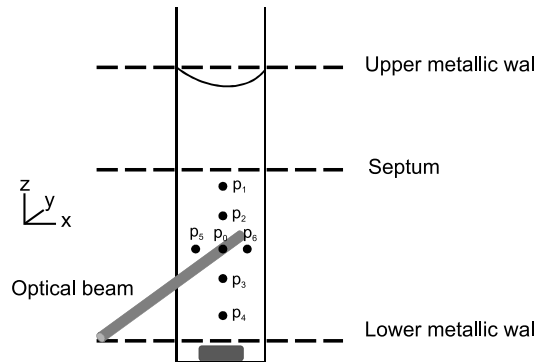 Upper metallic wal
Septum
z
y
x
p1
p2
p5 p0 p6
p3
Optical beam
p4
Lower metallic wal